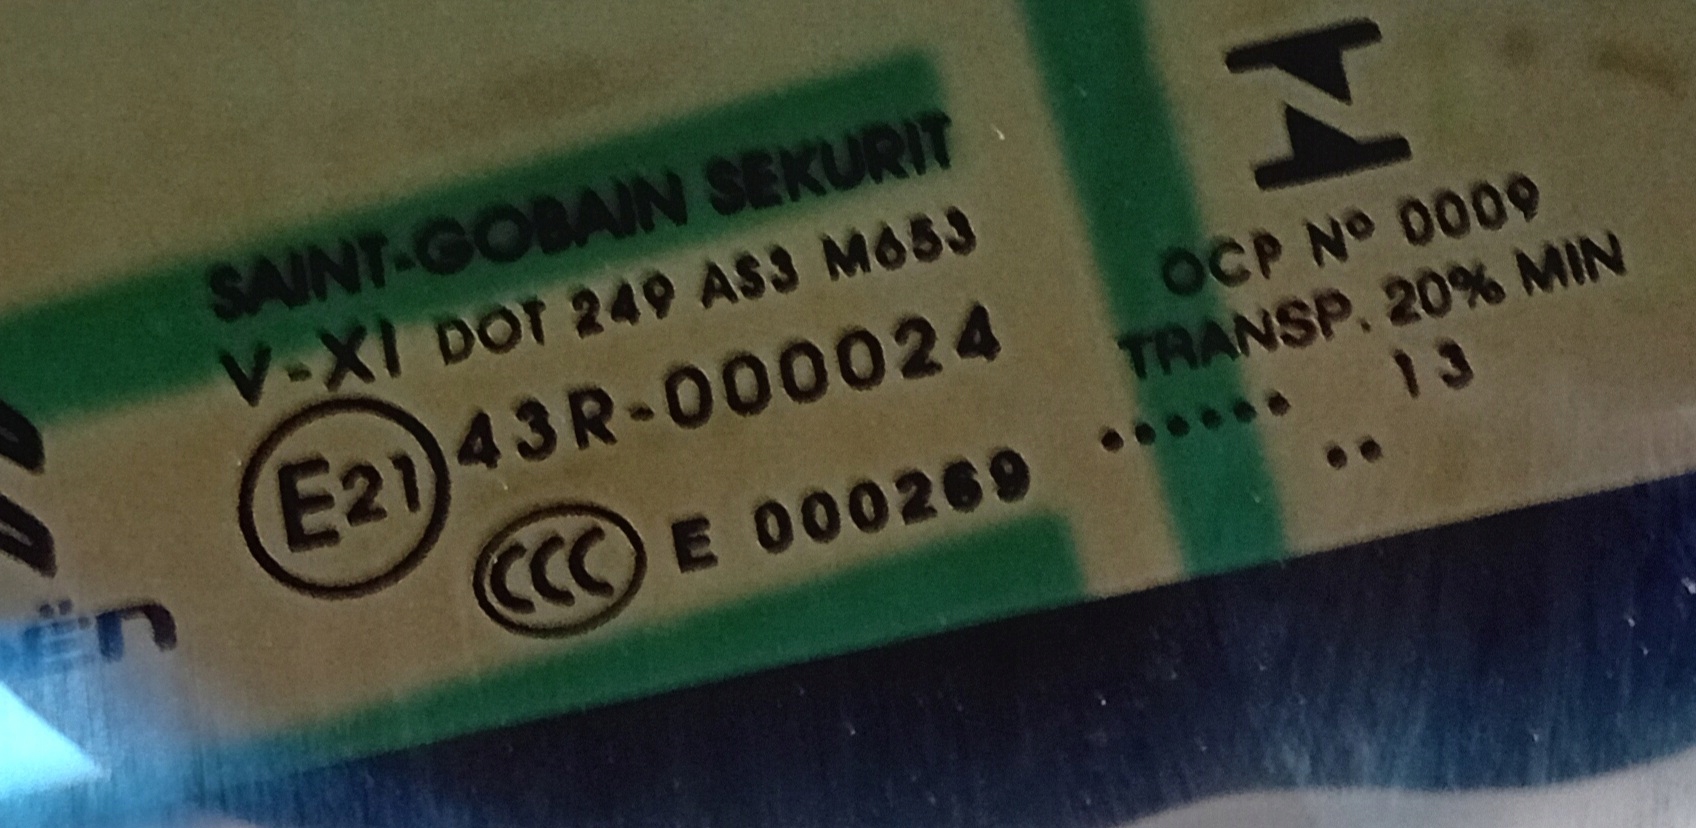 SAINT-GOBAIN SEKURIT
V-XI DOT 249 AS3 M653
E21 43R-000024
CCC E 000269
OCP Nº 0009
TRANSP. 20% MIN
...... 13
..
ën